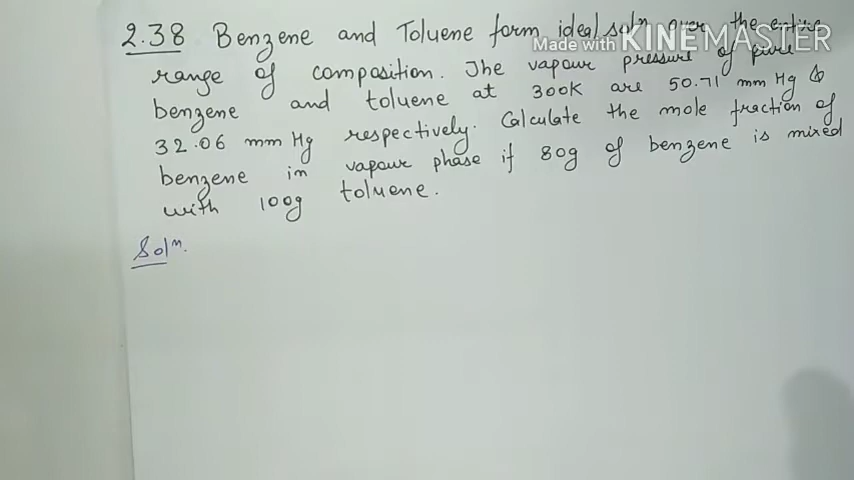 2.38 Benzene and Toluene form ideal solⁿ over the entire
Made with KINEMASTER
range of composition. The vapour pressure of pure
benzene and toluene at 300K are 50.71 mm Hg &
32.06 mm Hg respectively. Calculate the mole fraction of
benzene in vapour phase if 80g of benzene is mixed
with 100g toluene.
Solⁿ.